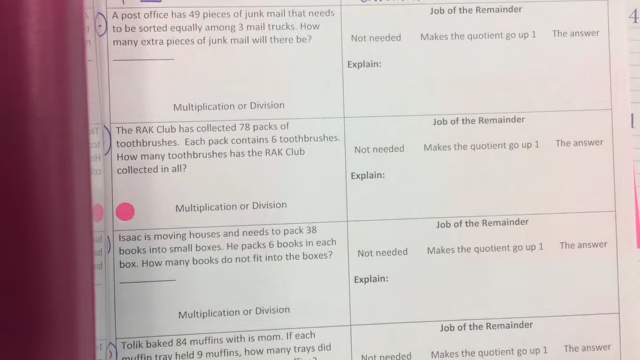 A post office has 49 pieces of junk mail that needs
to be sorted equally among 3 mail trucks. How
many extra pieces of junk mail will there be?
Multiplication or Division
Job of the Remainder
Not needed Makes the quotient go up 1 The answer
Explain:
The RAK Club has collected 78 packs of
toothbrushes. Each pack contains 6 toothbrushes.
How many toothbrushes has the RAK Club
collected in all?
Multiplication or Division
Job of the Remainder
Not needed Makes the quotient go up 1 The answer
Explain:
Isaac is moving houses and needs to pack 38
books into small boxes. He packs 6 books in each
box. How many books do not fit into the boxes?
Multiplication or Division
Job of the Remainder
Not needed Makes the quotient go up 1 The answer
Explain:
Tolik baked 84 muffins with is mom. If each
muffin tray held 9 muffins, how many trays did
Job of the Remainder
Not needed Makes the quotient go up 1 The answer
4
1